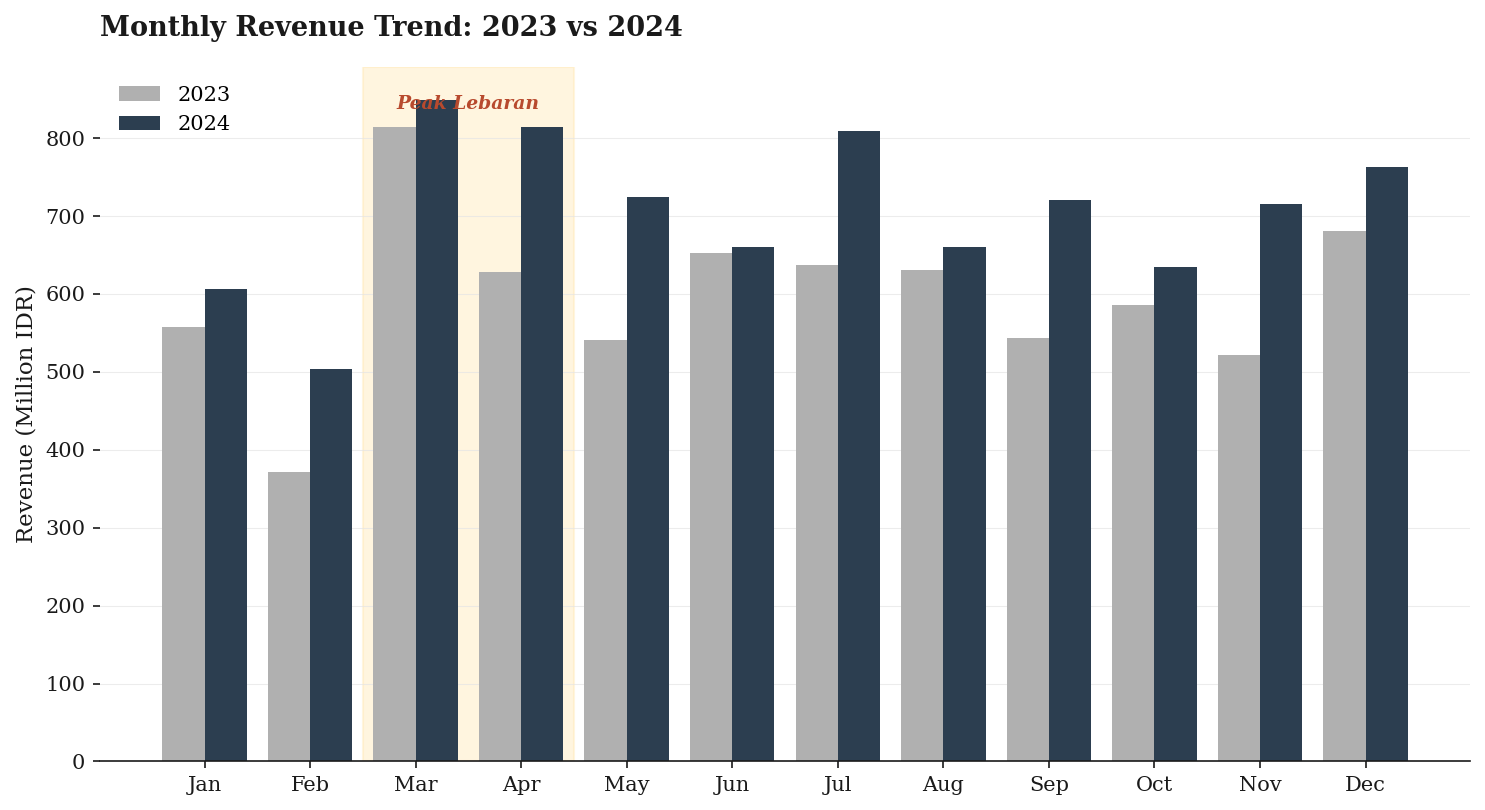 Monthly Revenue Trend: 2023 vs 2024
2023
2024
Peak Lebaran
Revenue (Million IDR)
800
700
600
500
400
300
200
100
0
Jan Feb Mar Apr May Jun Jul Aug Sep Oct Nov Dec